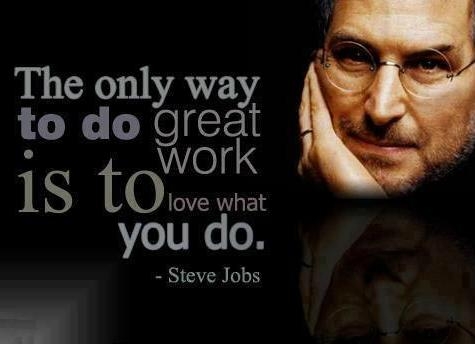 The only way
to do great
work
is to love what
you do.
- Steve Jobs